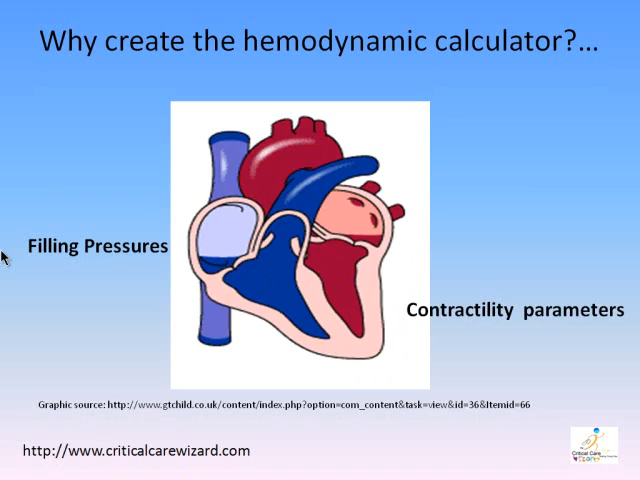 Why create the hemodynamic calculator?...
Filling Pressures
Contractility parameters
Graphic source: http://www.gtchild.co.uk/content/index.php?option=com_content&task=view&id=36&Itemid=66
http://www.criticalcarewizard.com
Critical Care